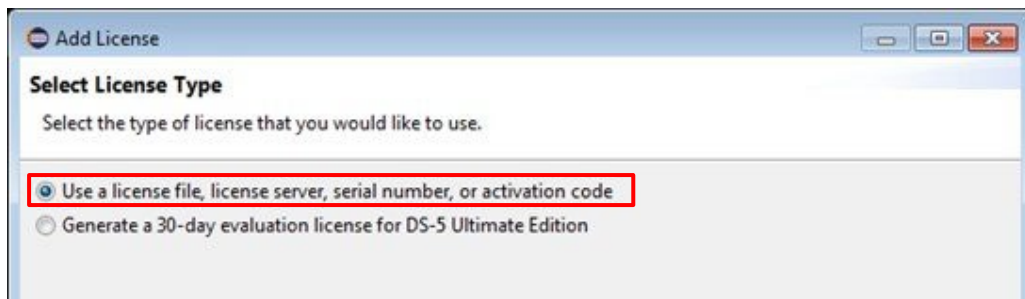 Add License
Select License Type
Select the type of license that you would like to use.
Use a license file, license server, serial number, or activation code
Generate a 30-day evaluation license for DS-5 Ultimate Edition